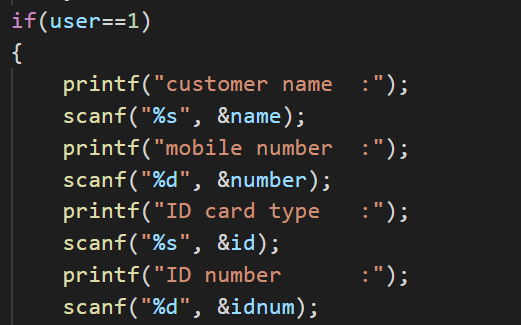 if(user==1)
{
    printf("customer name  :");
    scanf("%s", &name);
    printf("mobile number  :");
    scanf("%d", &number);
    printf("ID card type   :");
    scanf("%s", &id);
    printf("ID number      :");
    scanf("%d", &idnum);